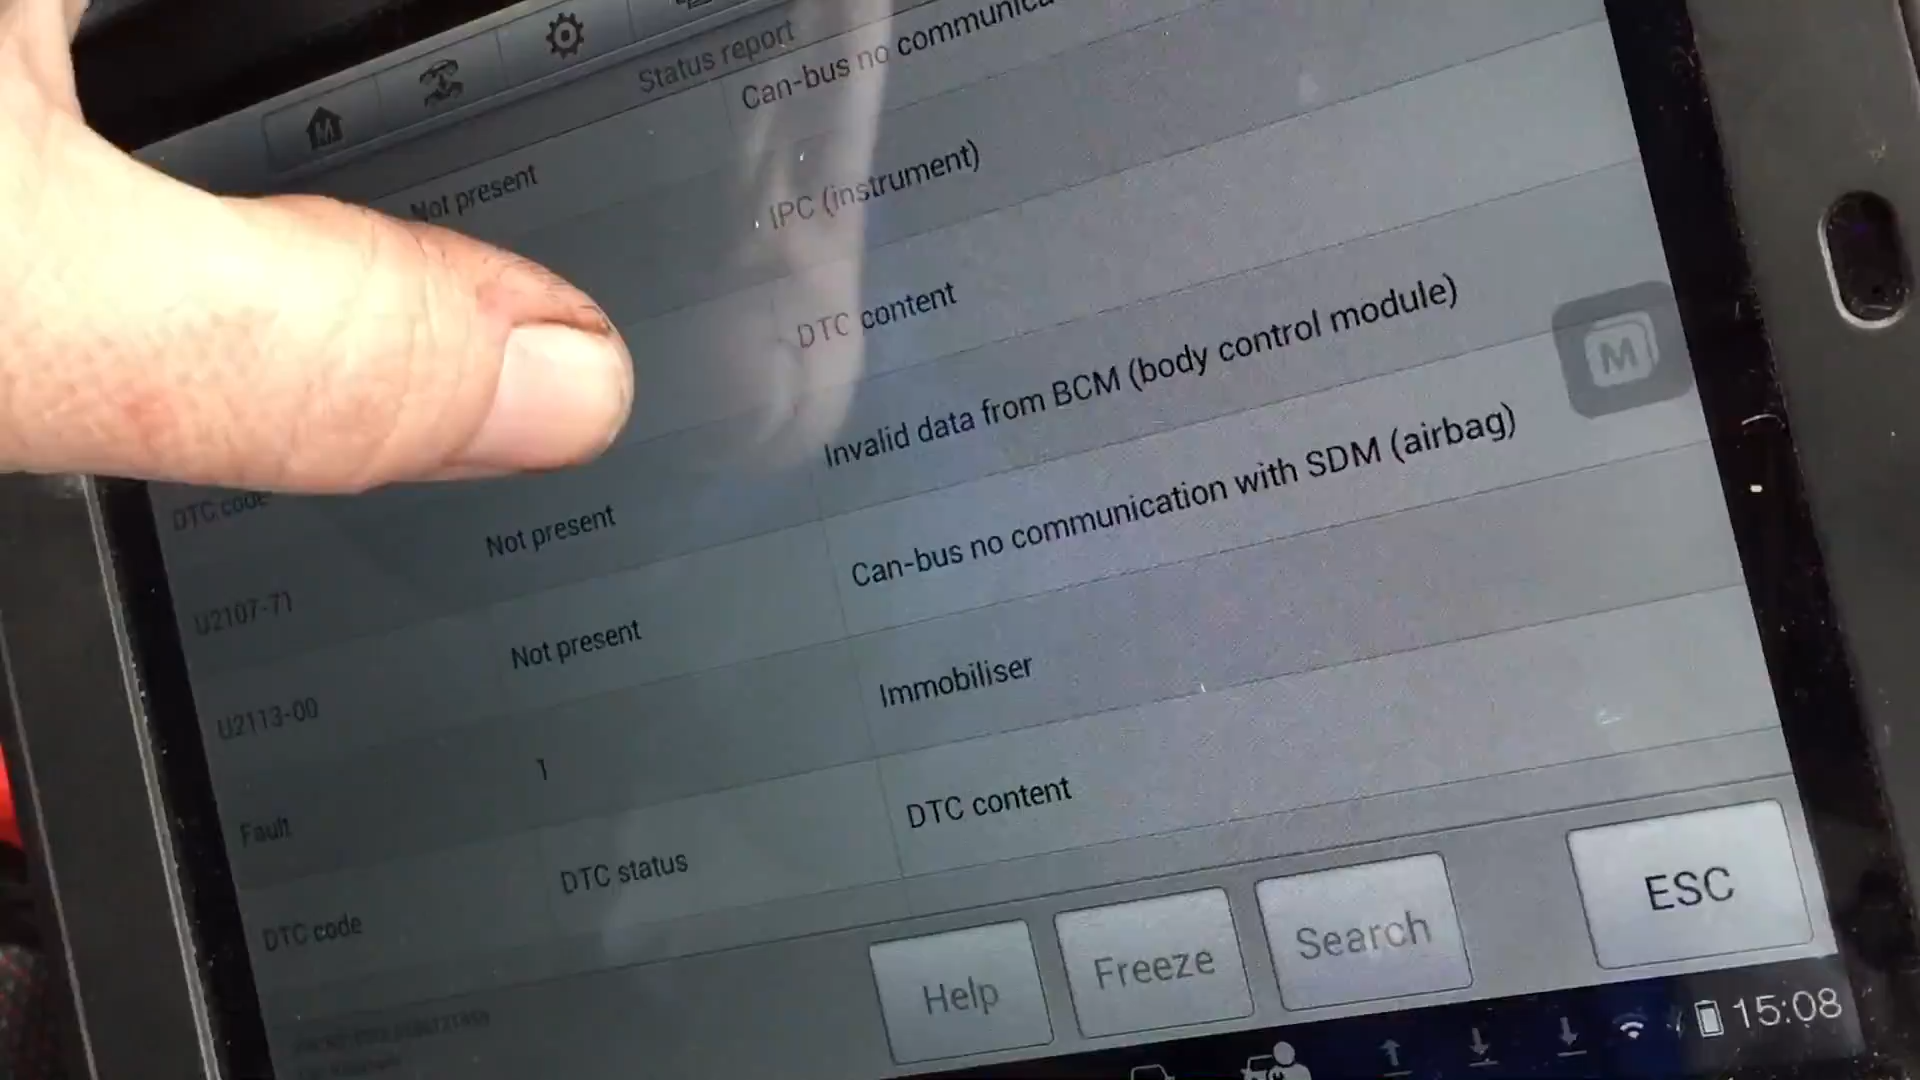 Status report
Not present Can-bus no communica
IPC (instrument)
DTC code DTC content
U2107-71 Not present Invalid data from BCM (body control module)
U2113-00 Not present Can-bus no communication with SDM (airbag)
Fault 1 Immobiliser
DTC code DTC status DTC content
Help Freeze Search ESC
15:08
M
M